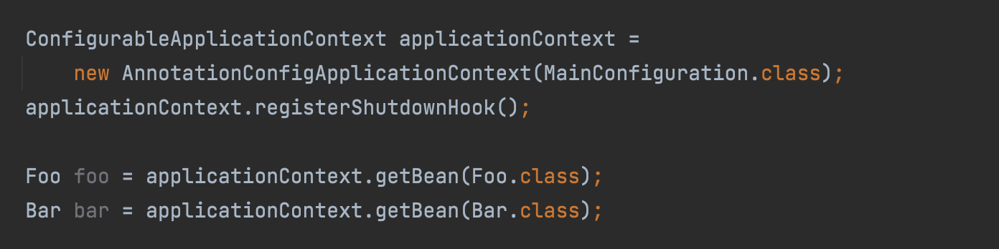 ConfigurableApplicationContext applicationContext =
    new AnnotationConfigApplicationContext(MainConfiguration.class);
applicationContext.registerShutdownHook();

Foo foo = applicationContext.getBean(Foo.class);
Bar bar = applicationContext.getBean(Bar.class);